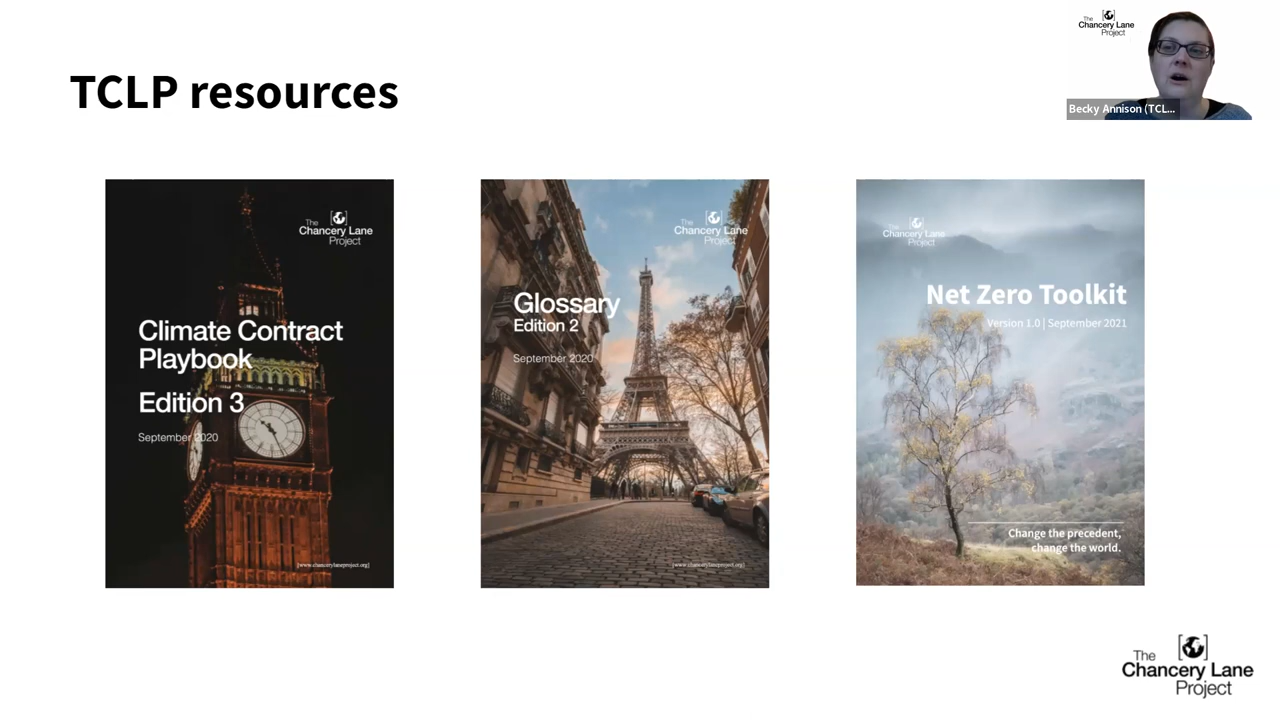 TCLP resources
The
Chancery Lane
Project
Becky Annison (TCL...
The
Chancery Lane
Project
Climate Contract
Playbook
Edition 3
September 2020
[www.chancerylaneproject.org]
The
Chancery Lane
Project
Glossary
Edition 2
September 2020
[www.chancerylaneproject.org]
The
Chancery Lane
Project
Net Zero Toolkit
Version 1.0 | September 2021
Change the precedent,
change the world.
The
Chancery Lane
Project